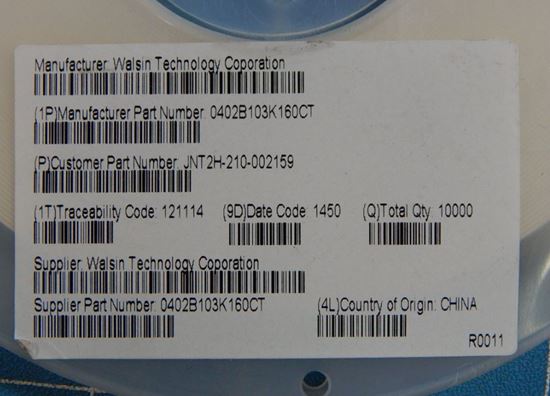 Manufacturer: Walsin Technology Coporation
(1P)Manufacturer Part Number: 0402B103K160CT
(P)Customer Part Number: JNT2H-210-002159
(1T)Traceability Code: 121114 (9D)Date Code: 1450 (Q)Total Qty: 10000
Supplier: Walsin Technology Coporation
Supplier Part Number: 0402B103K160CT
(4L)Country of Origin: CHINA
R0011